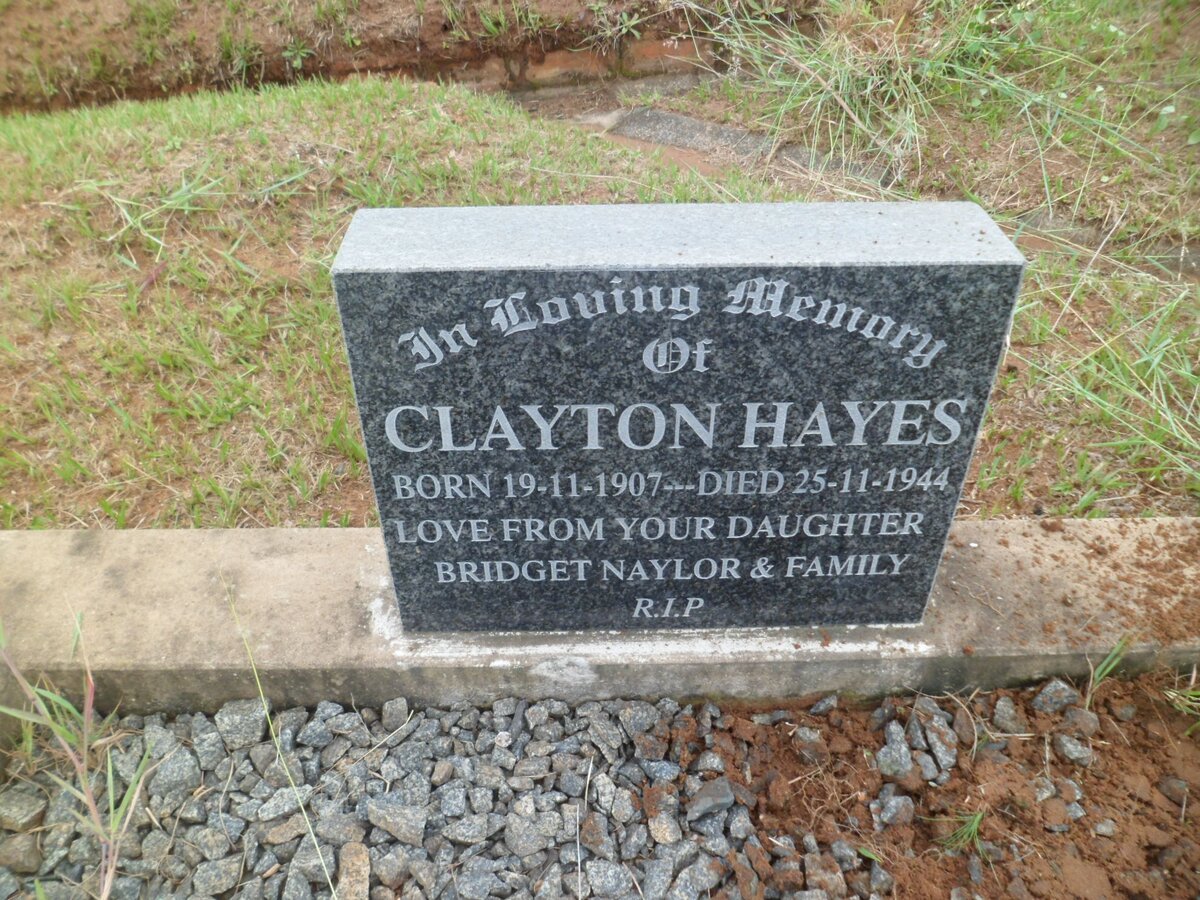 In Loving Memory
Of
CLAYTON HAYES
BORN 19-11-1907---DIED 25-11-1944
LOVE FROM YOUR DAUGHTER
BRIDGET NAYLOR & FAMILY
R.I.P